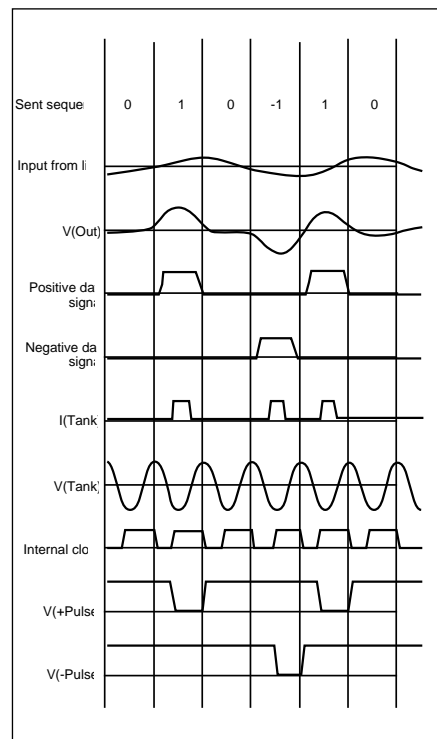 Sent seque
0 1 0 -1 1 0
Input from li
V(Out)
Positive da
signa
Negative da
signa
I(Tank)
V(Tank)
Internal clo
V(+Pulse
V(-Pulse